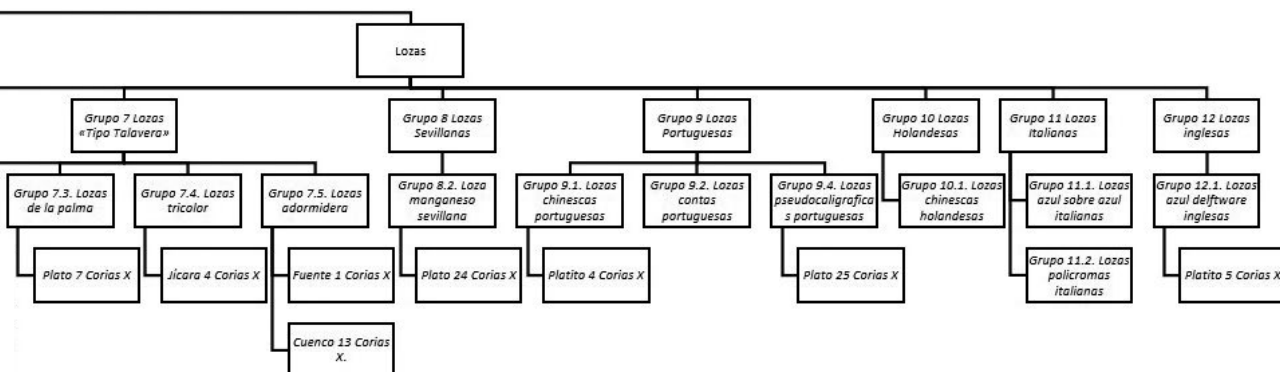 Lozas
Grupo 7 Lozas
«Tipo Talavera»
Grupo 8 Lozas
Sevillanas
Grupo 9 Lozas
Portuguesas
Grupo 10 Lozas
Holandesas
Grupo 11 Lozas
Italianas
Grupo 12 Lozas
inglesas
Grupo 7.3. Lozas
de la palma
Grupo 7.4. Lozas
tricolor
Grupo 7.5. Lozas
adormidera
Grupo 8.2. Loza
manganeso
sevillana
Grupo 9.1. Lozas
chinescas
portuguesas
Grupo 9.2. Lozas
contas
portuguesas
Grupo 9.4. Lozas
pseudocaligrafica
s portuguesas
Grupo 10.1. Lozas
chinescas
holandesas
Grupo 11.1. Lozas
azul sobre azul
italianas
Grupo 12.1. Lozas
azul delftware
inglesas
Plato 7 Corias X
Jícara 4 Corias X
Fuente 1 Corias X
Plato 24 Corias X
Platito 4 Corias X
Plato 25 Corias X
Grupo 11.2. Lozas
policromas
italianas
Platito 5 Corias X
Cuenco 13 Corias
X.